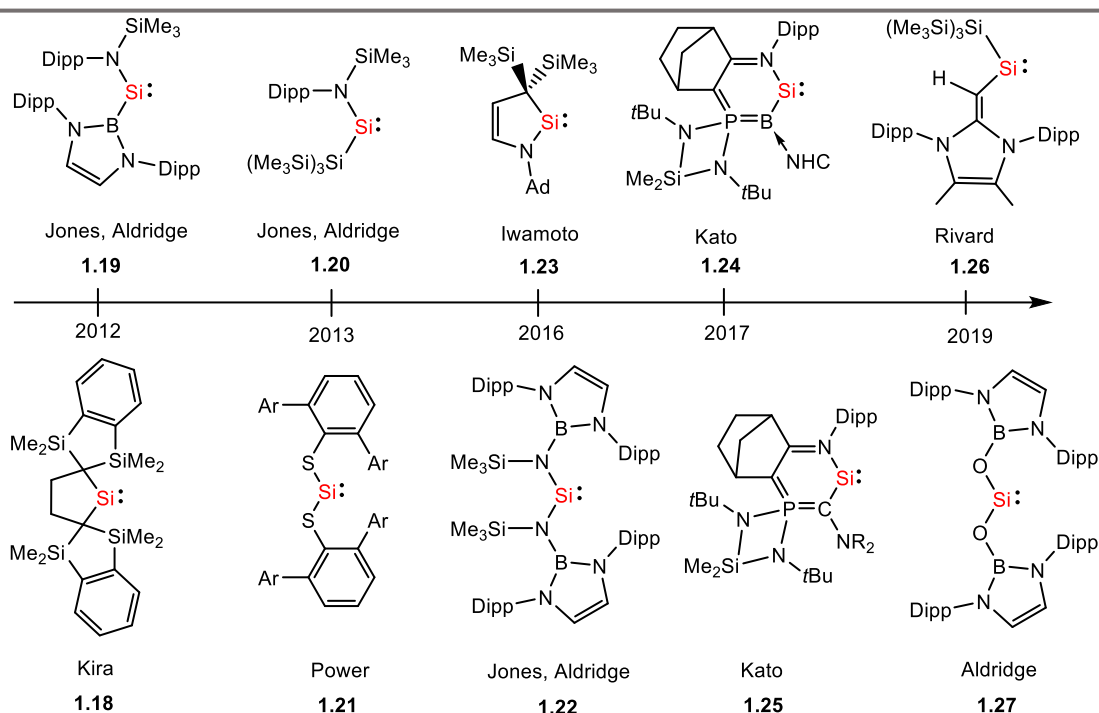 SiMe3
Dipp
N
Si:
Dipp
N
B
N
Dipp
Jones, Aldridge
1.19
SiMe3
Dipp
N
Si:
(Me3Si)3Si
Jones, Aldridge
1.20
Me3Si
SiMe3
Si:
N
Ad
Iwamoto
1.23
Dipp
N
Si:
tBu
P
B
N
NHC
N
Me2Si
tBu
Kato
1.24
(Me3Si)3Si
Si:
H
Dipp
Dipp
N
N
Rivard
1.26
2012
2013
2016
2017
2019
Me2Si
SiMe2
Si:
Me2Si
SiMe2
Kira
1.18
Ar
Ar
S
Si:
S
Ar
Ar
Power
1.21
Dipp
N
N
B
Dipp
Me3Si
N
Si:
Me3Si
N
Dipp
B
N
Dipp
N
Jones, Aldridge
1.22
Dipp
N
Si:
tBu
P
C
N
NR2
N
Me2Si
tBu
Kato
1.25
Dipp
N
B
N
Dipp
O
Si:
O
Dipp
B
N
N
Dipp
Aldridge
1.27